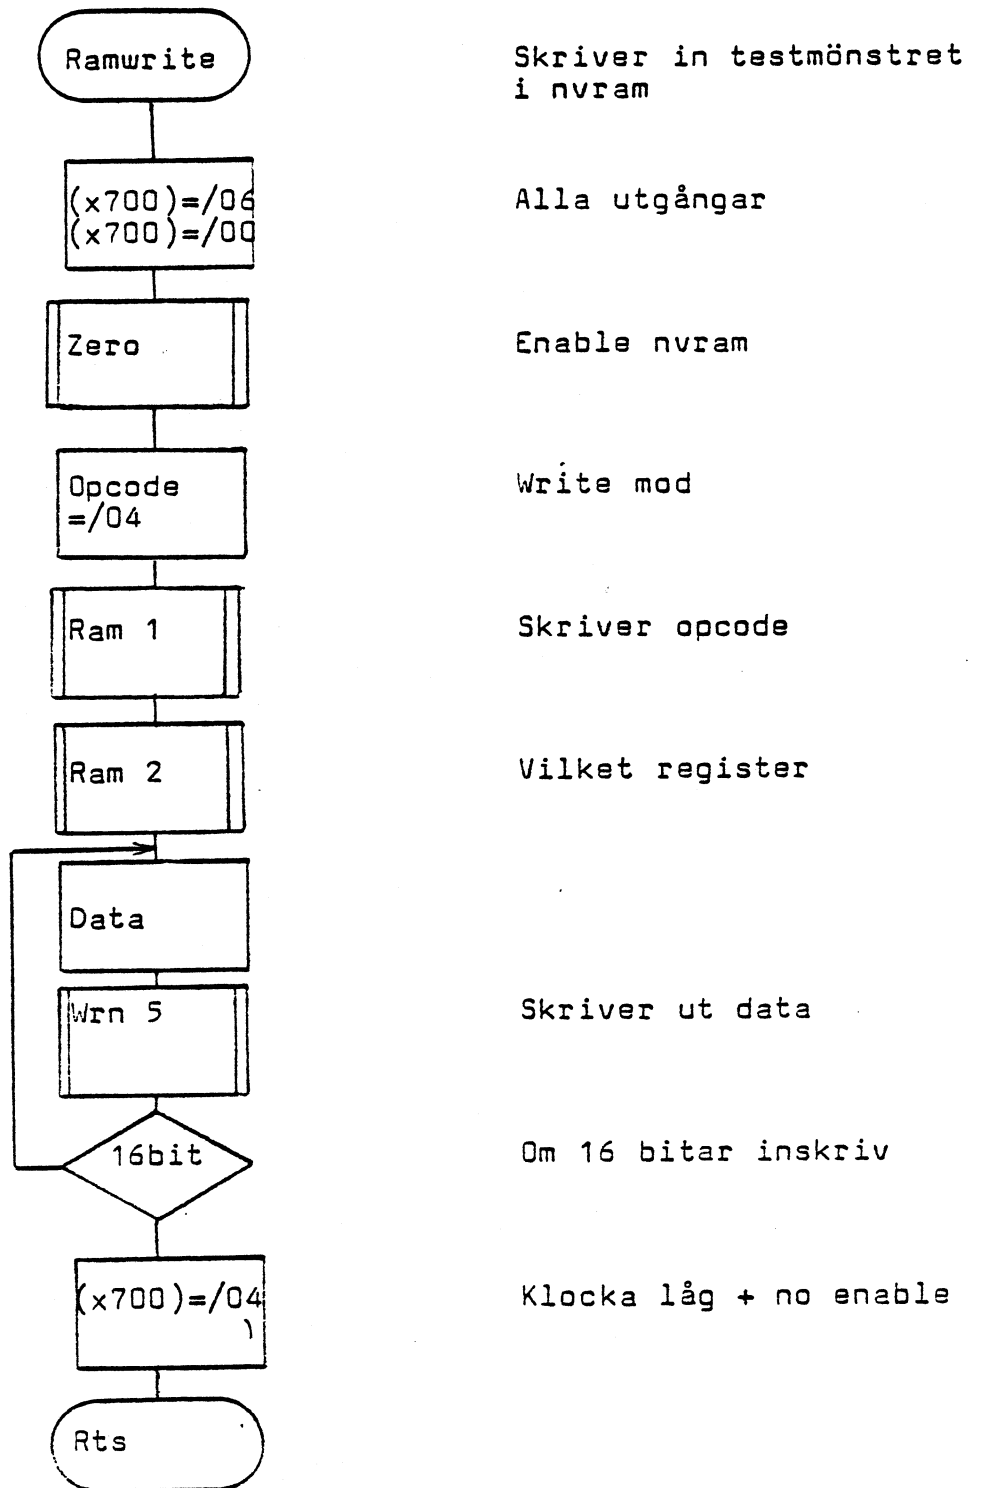 Ramwrite
Skriver in testmönstret
i nvram
(x700)=/06
(x700)=/00
Alla utgångar
Zero
Enable nvram
Opcode
=/04
Write mod
Ram 1
Skriver opcode
Ram 2
Vilket register
Data
Wrn 5
Skriver ut data
16bit
Om 16 bitar inskriv
(x700)=/04
Klocka låg + no enable
Rts